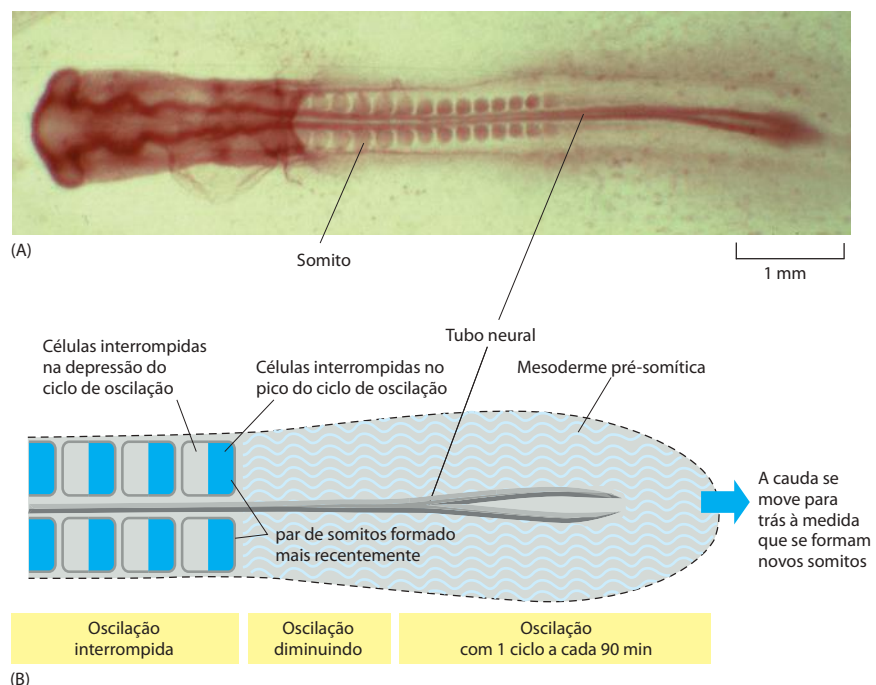 (A)
Somito
1 mm
Tubo neural
Células interrompidas
na depressão do
ciclo de oscilação
Células interrompidas no
pico do ciclo de oscilação
Mesoderme pré-somítica
A cauda se
move para
trás à medida
que se formam
novos somitos
par de somitos formado
mais recentemente
Oscilação
interrompida
Oscilação
diminuindo
Oscilação
com 1 ciclo a cada 90 min
(B)